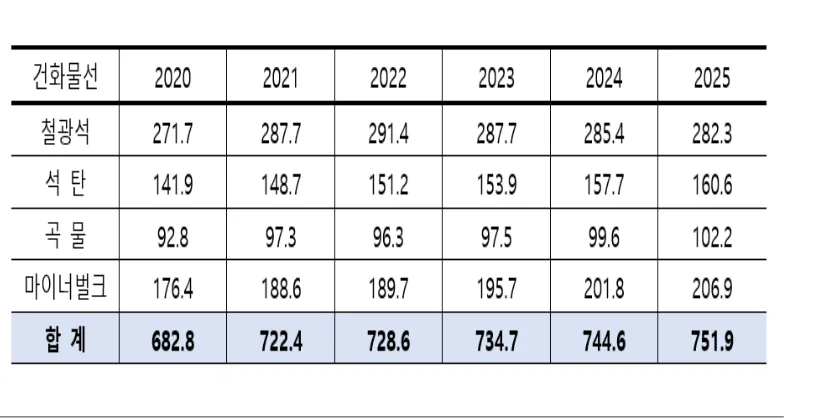 건화물선 2020 2021 2022 2023 2024 2025
철광석 271.7 287.7 291.4 287.7 285.4 282.3
석 탄 141.9 148.7 151.2 153.9 157.7 160.6
곡 물 92.8 97.3 96.3 97.5 99.6 102.2
마이너벌크 176.4 188.6 189.7 195.7 201.8 206.9
합 계 682.8 722.4 728.6 734.7 744.6 751.9